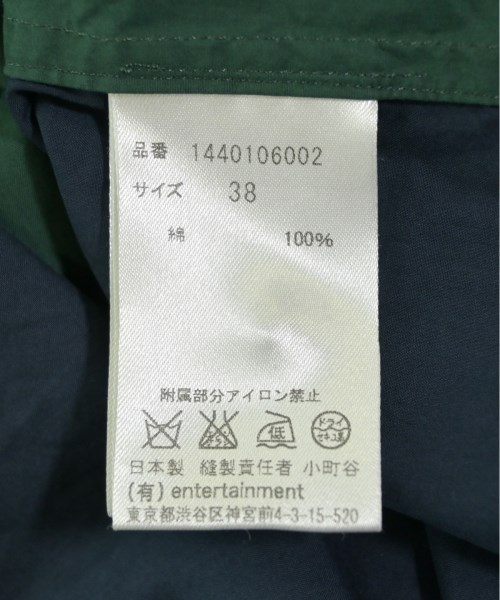 品番 1440106002
サイズ 38
綿 100%
附属部分アイロン禁止
低 ドライ
セキユ系
日本製 縫製責任者 小町谷
(有) entertainment
東京都渋谷区神宮前4-3-15-520